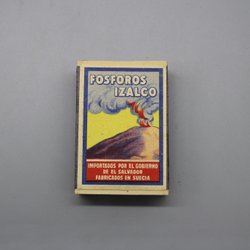 FOSFOROS
IZALCO
IMPORTADOS POR EL GOBIERNO
DE EL SALVADOR
FABRICADOS EN SUECIA